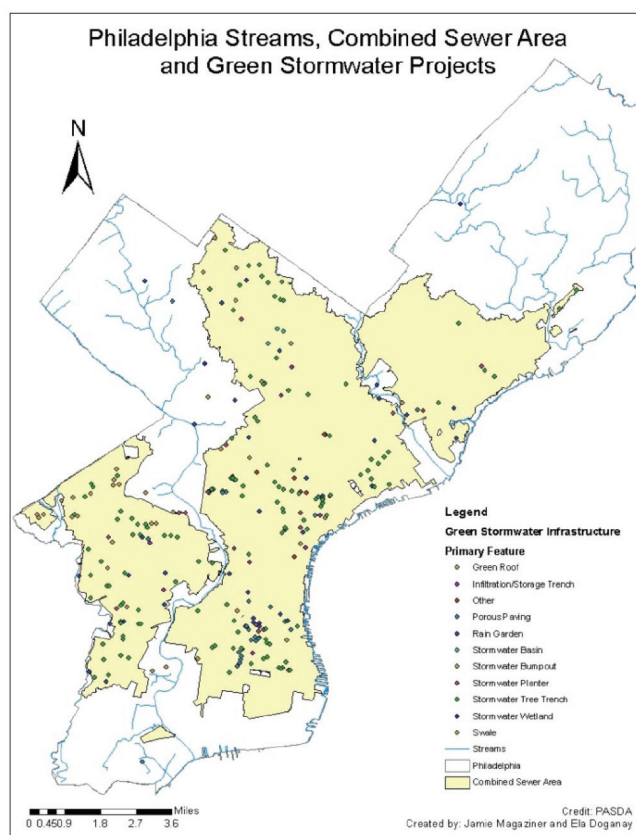 Philadelphia Streams, Combined Sewer Area
and Green Stormwater Projects
N
Legend
Green Stormwater Infrastructure
Primary Feature
Green Roof
Infiltration/Storage Trench
Other
Porous Paving
Rain Garden
Stormwater Basin
Stormwater Bumpout
Stormwater Planter
Stormwater Tree Trench
Stormwater Wetland
Swale
Streams
Philadelphia
Combined Sewer Area
Miles
0 0.450.9 1.8 2.7 3.6
Credit: PASDA
Created by: Jamie Magaziner and Ela Doganay